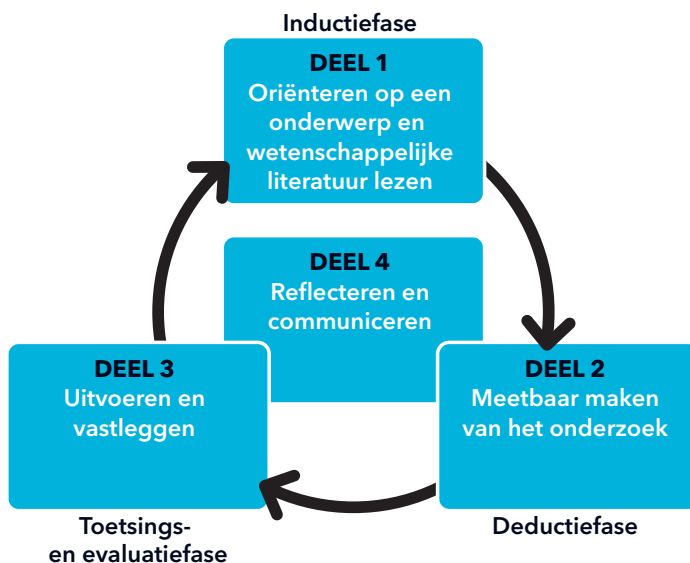 Inductiefase
DEEL 1
Oriënteren op een
onderwerp en
wetenschappelijke
literatuur lezen
DEEL 4
Reflecteren en
communiceren
DEEL 3
Uitvoeren en
vastleggen
DEEL 2
Meetbaar maken
van het onderzoek
Toetsings-
en evaluatiefase
Deductiefase